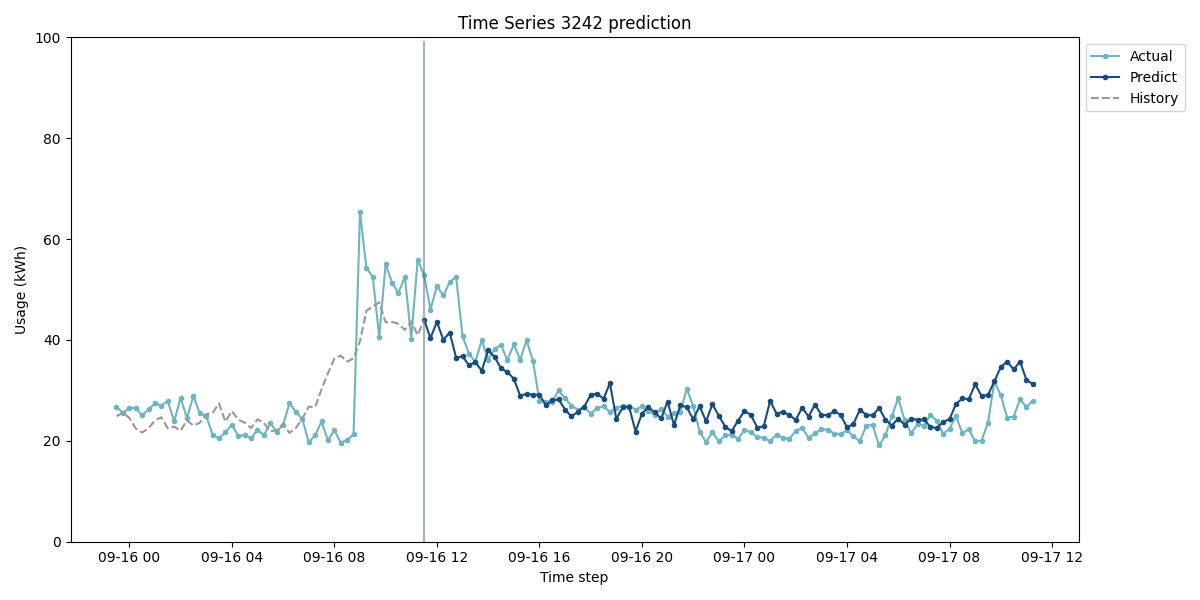 Time Series 3242 prediction
100
80
60
40
20
0
Usage (kWh)
09-16 00
09-16 04
09-16 08
09-16 12
09-16 16
09-16 20
09-17 00
09-17 04
09-17 08
09-17 12
Time step
Actual
Predict
History